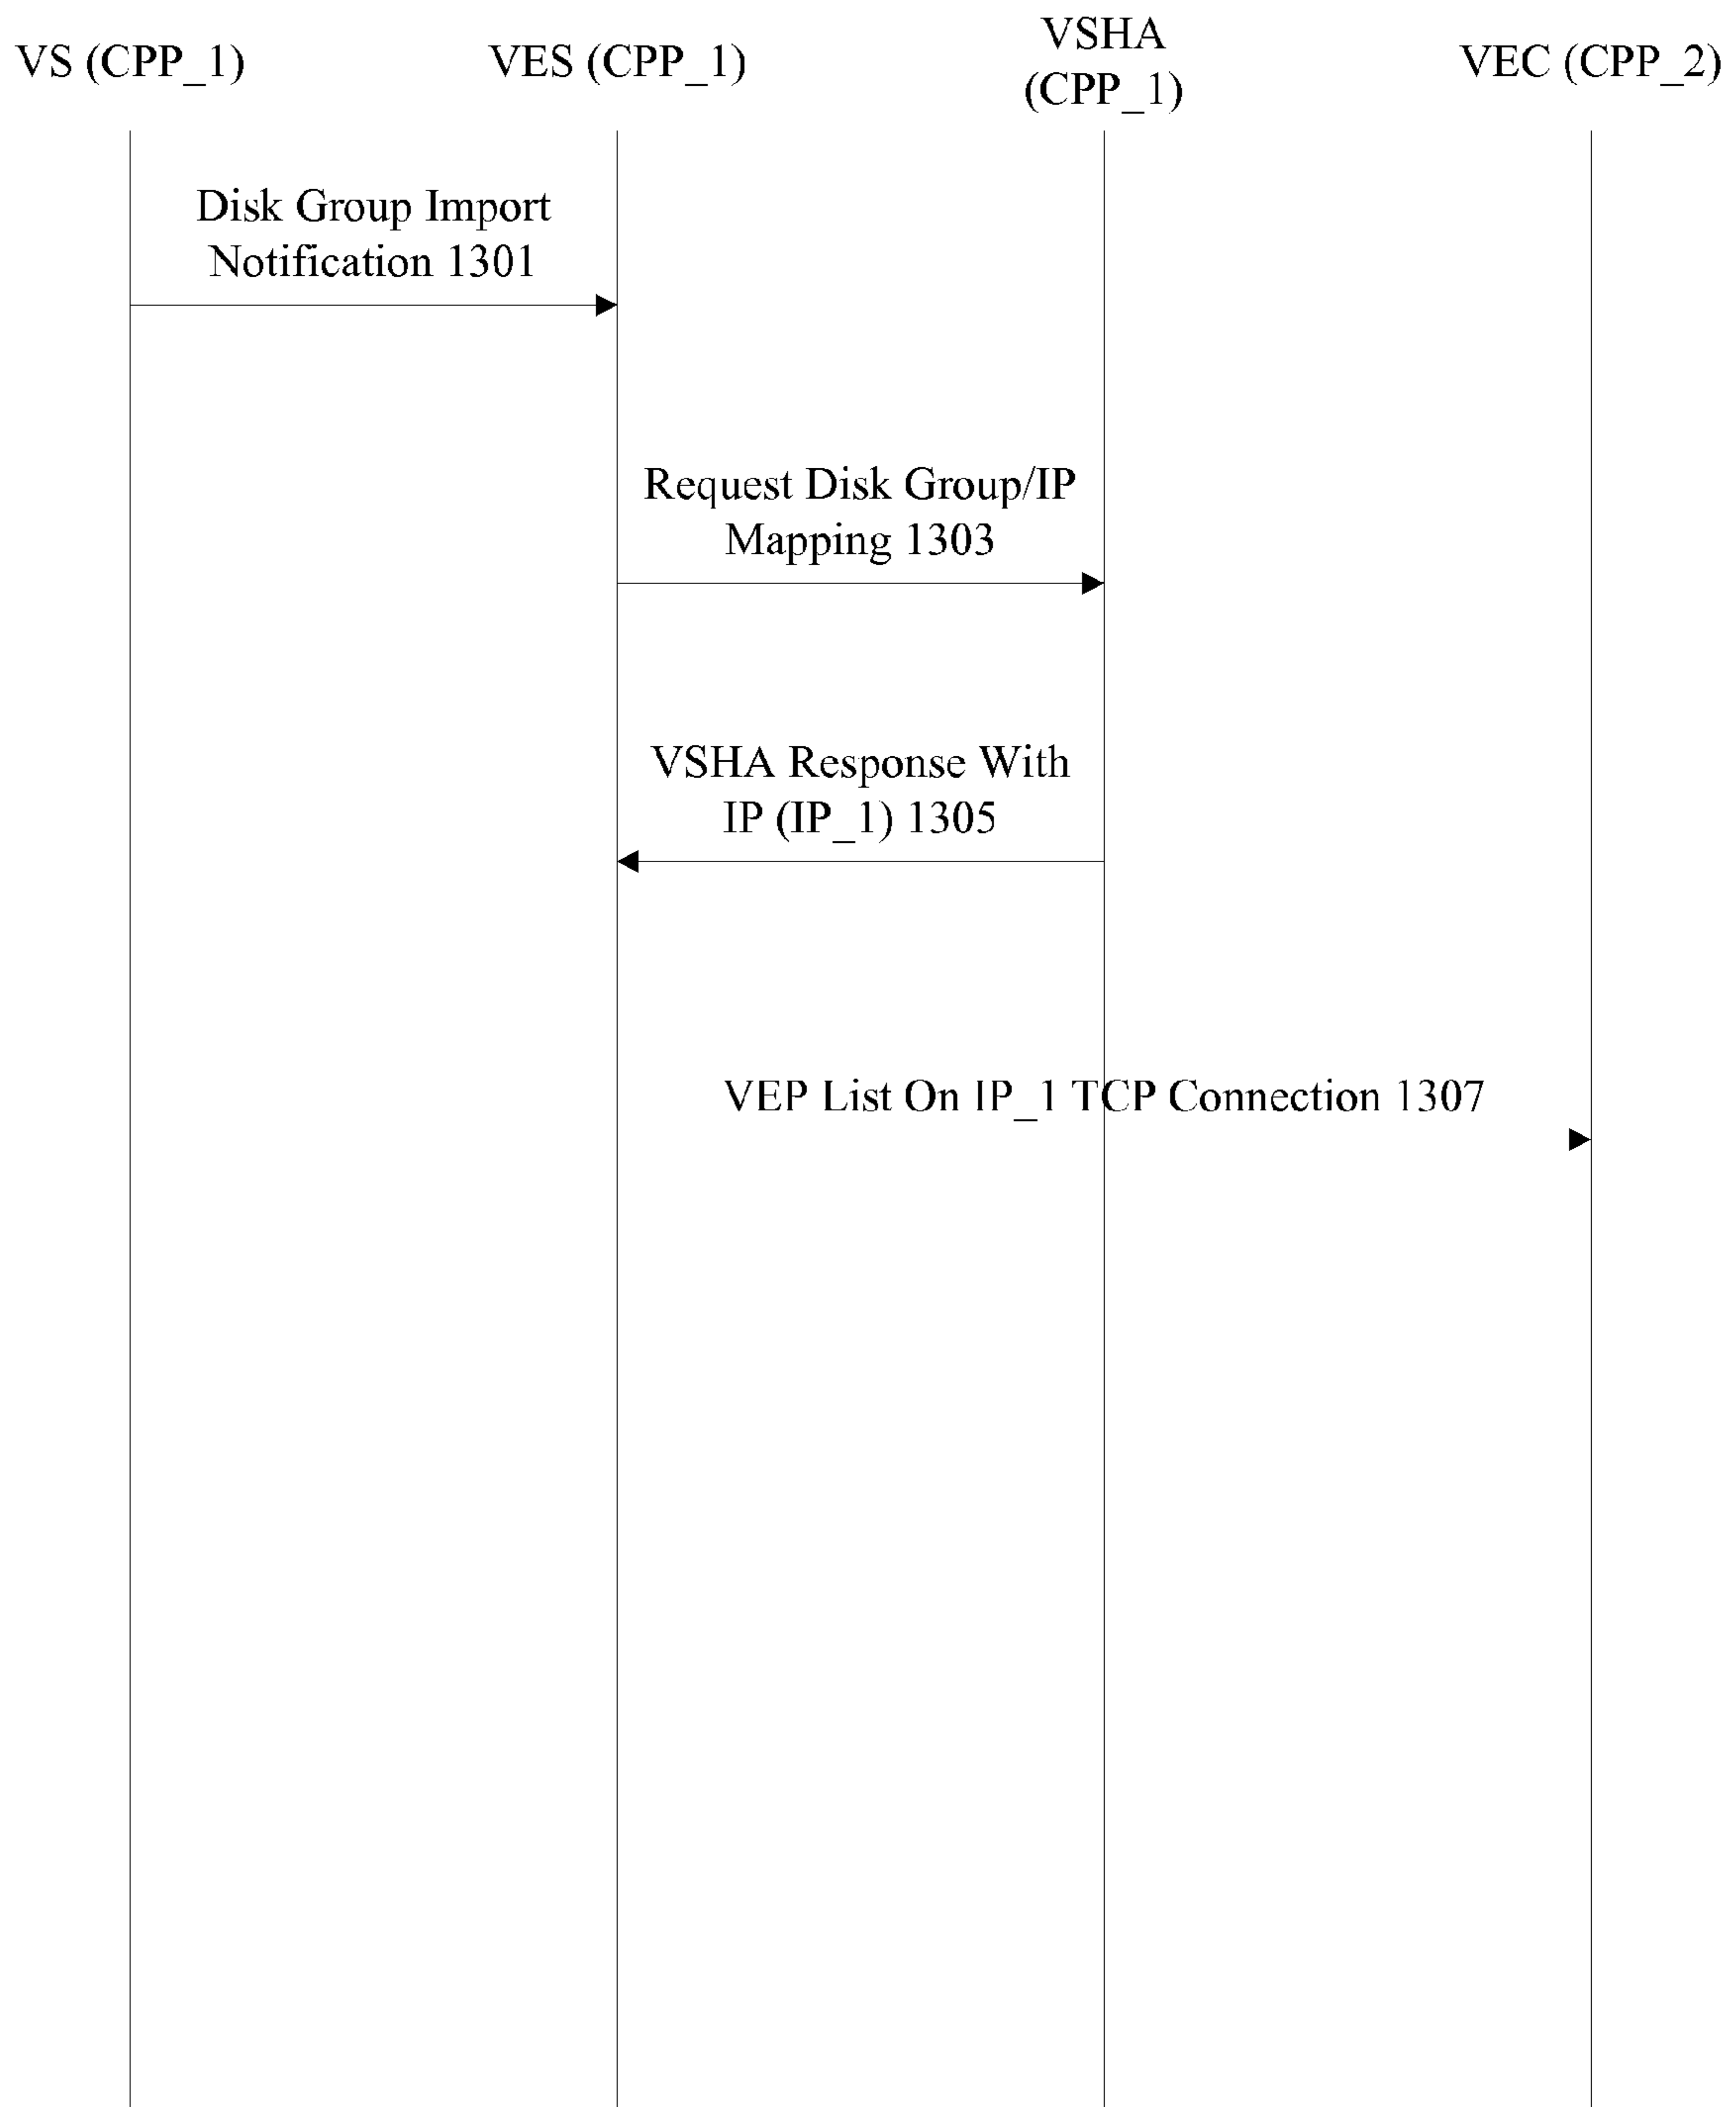 VS (CPP_1)
VES (CPP_1)
VSHA
(CPP_1)
VEC (CPP_2)
Disk Group Import
Notification 1301
Request Disk Group/IP
Mapping 1303
VSHA Response With
IP (IP_1) 1305
VEP List On IP_1 TCP Connection 1307